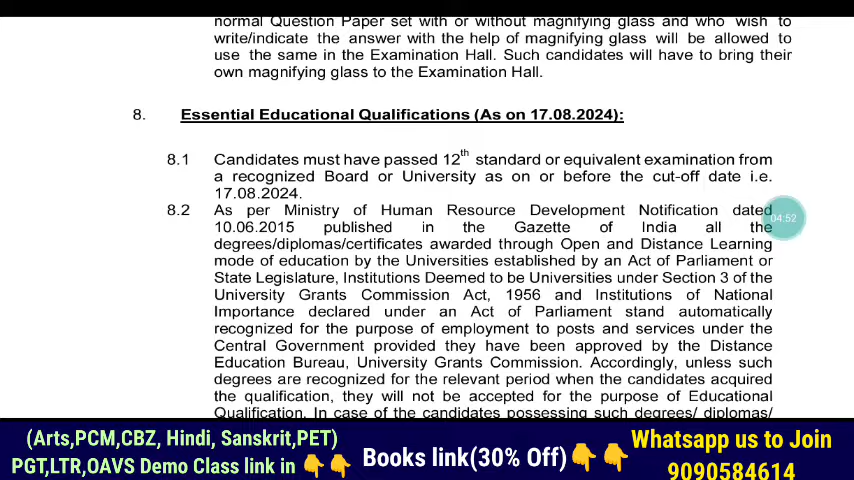 normal Question Paper set with or without magnifying glass and who wish to
write/indicate the answer with the help of magnifying glass will be allowed to
use the same in the Examination Hall. Such candidates will have to bring their
own magnifying glass to the Examination Hall.
8. Essential Educational Qualifications (As on 17.08.2024):
8.1 Candidates must have passed 12th standard or equivalent examination from
a recognized Board or University as on or before the cut-off date i.e.
17.08.2024.
8.2 As per Ministry of Human Resource Development Notification dated
10.06.2015 published in the Gazette of India all the
degrees/diplomas/certificates awarded through Open and Distance Learning
mode of education by the Universities established by an Act of Parliament or
State Legislature, Institutions Deemed to be Universities under Section 3 of the
University Grants Commission Act, 1956 and Institutions of National
Importance declared under an Act of Parliament stand automatically
recognized for the purpose of employment to posts and services under the
Central Government provided they have been approved by the Distance
Education Bureau, University Grants Commission. Accordingly, unless such
degrees are recognized for the relevant period when the candidates acquired
the qualification, they will not be accepted for the purpose of Educational
Qualification. In case of the candidates possessing such degrees/ diplomas/
04:52
(Arts,PCM,CBZ, Hindi, Sanskrit,PET)
PGT,LTR,OAVS Demo Class link in 👇👇
Books link(30% Off)👇👇
Whatsapp us to Join
9090584614